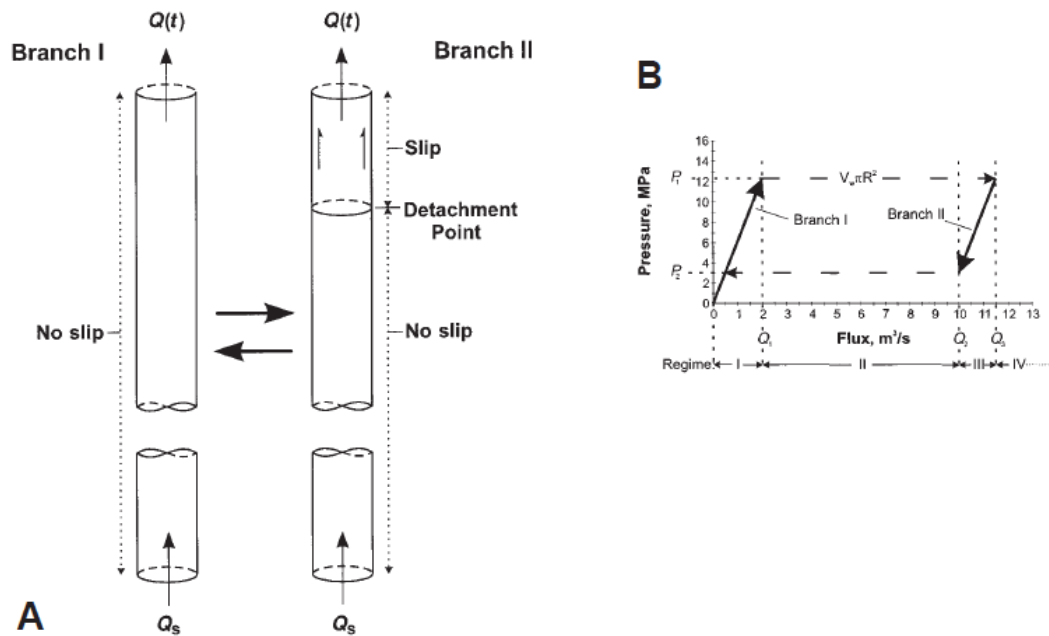 Q(t)
Q(t)
Branch I
Branch II
Slip
Detachment
Point
No slip
No slip
Qs
Qs
A
B
Pressure, MPa
16
14
12
10
8
6
4
2
0
P₁
P₂
VwπR²
Branch I
Branch II
0 1 2 3 4 5 6 7 8 9 10 11 12 13
Q₁ Flux, m³/s Q₂ Q₃
Regime: I II III IV